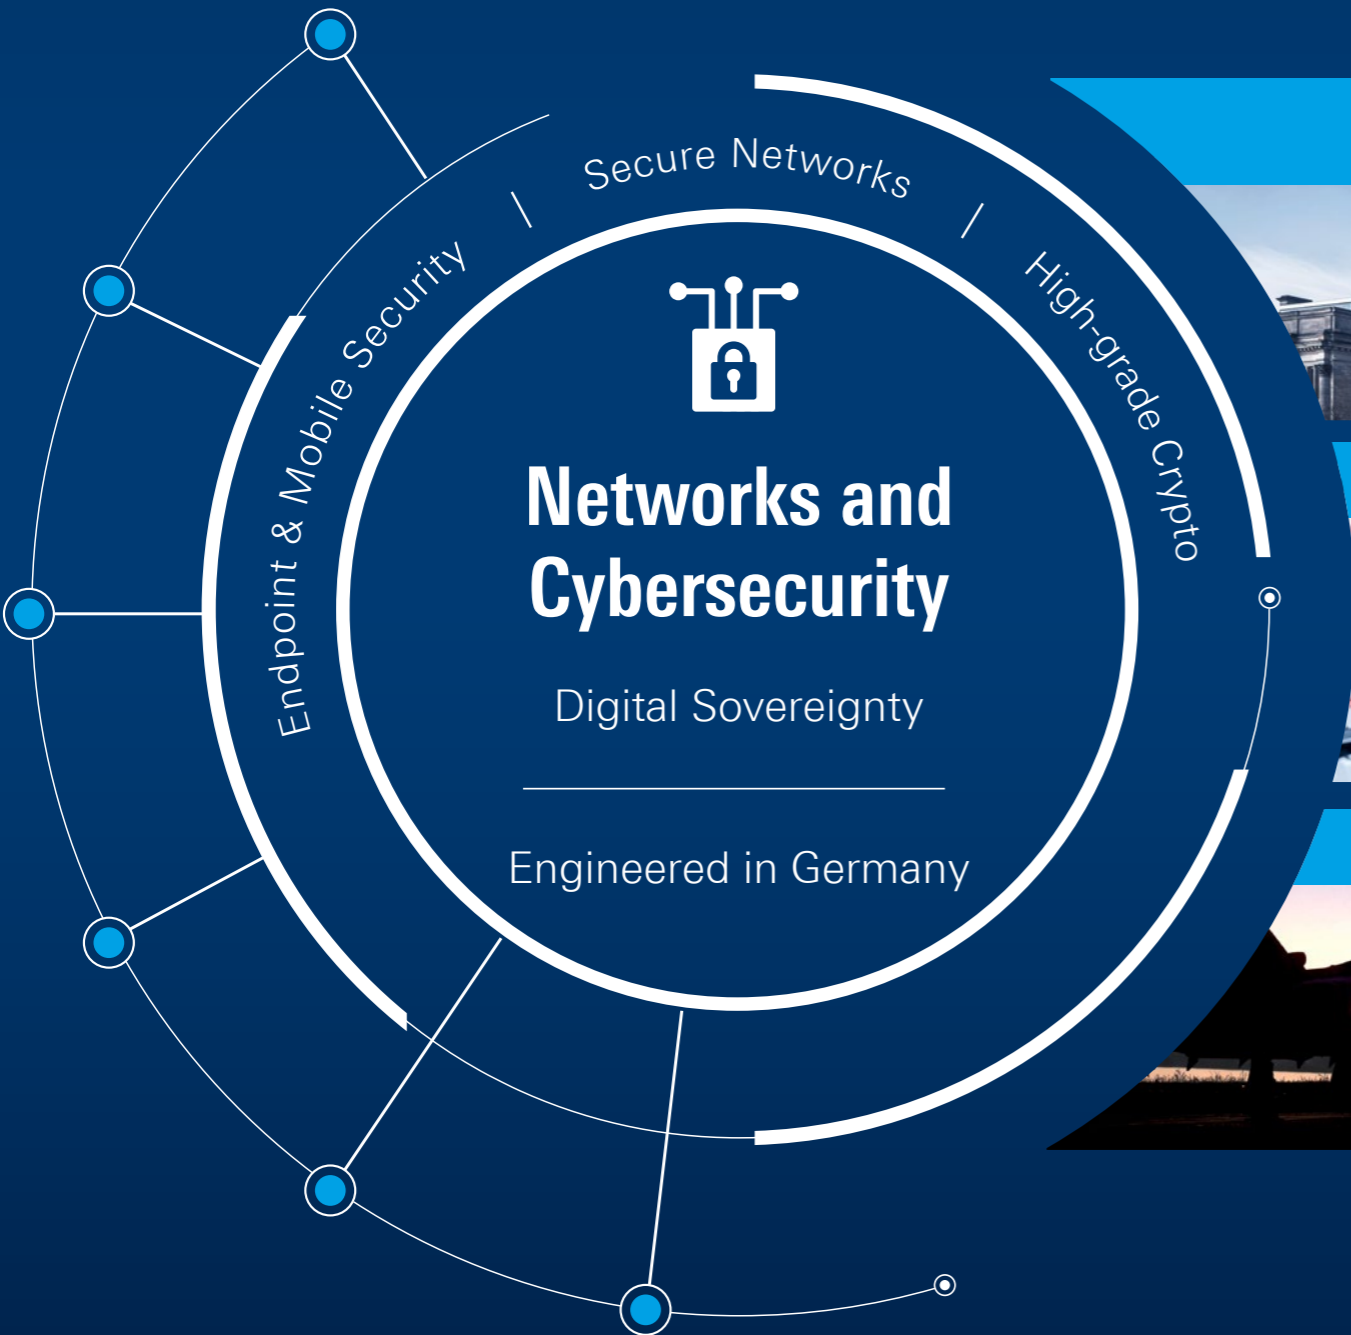 Endpoint & Mobile Security | Secure Networks | High-grade Crypto
Networks and
Cybersecurity
Digital Sovereignty
Engineered in Germany